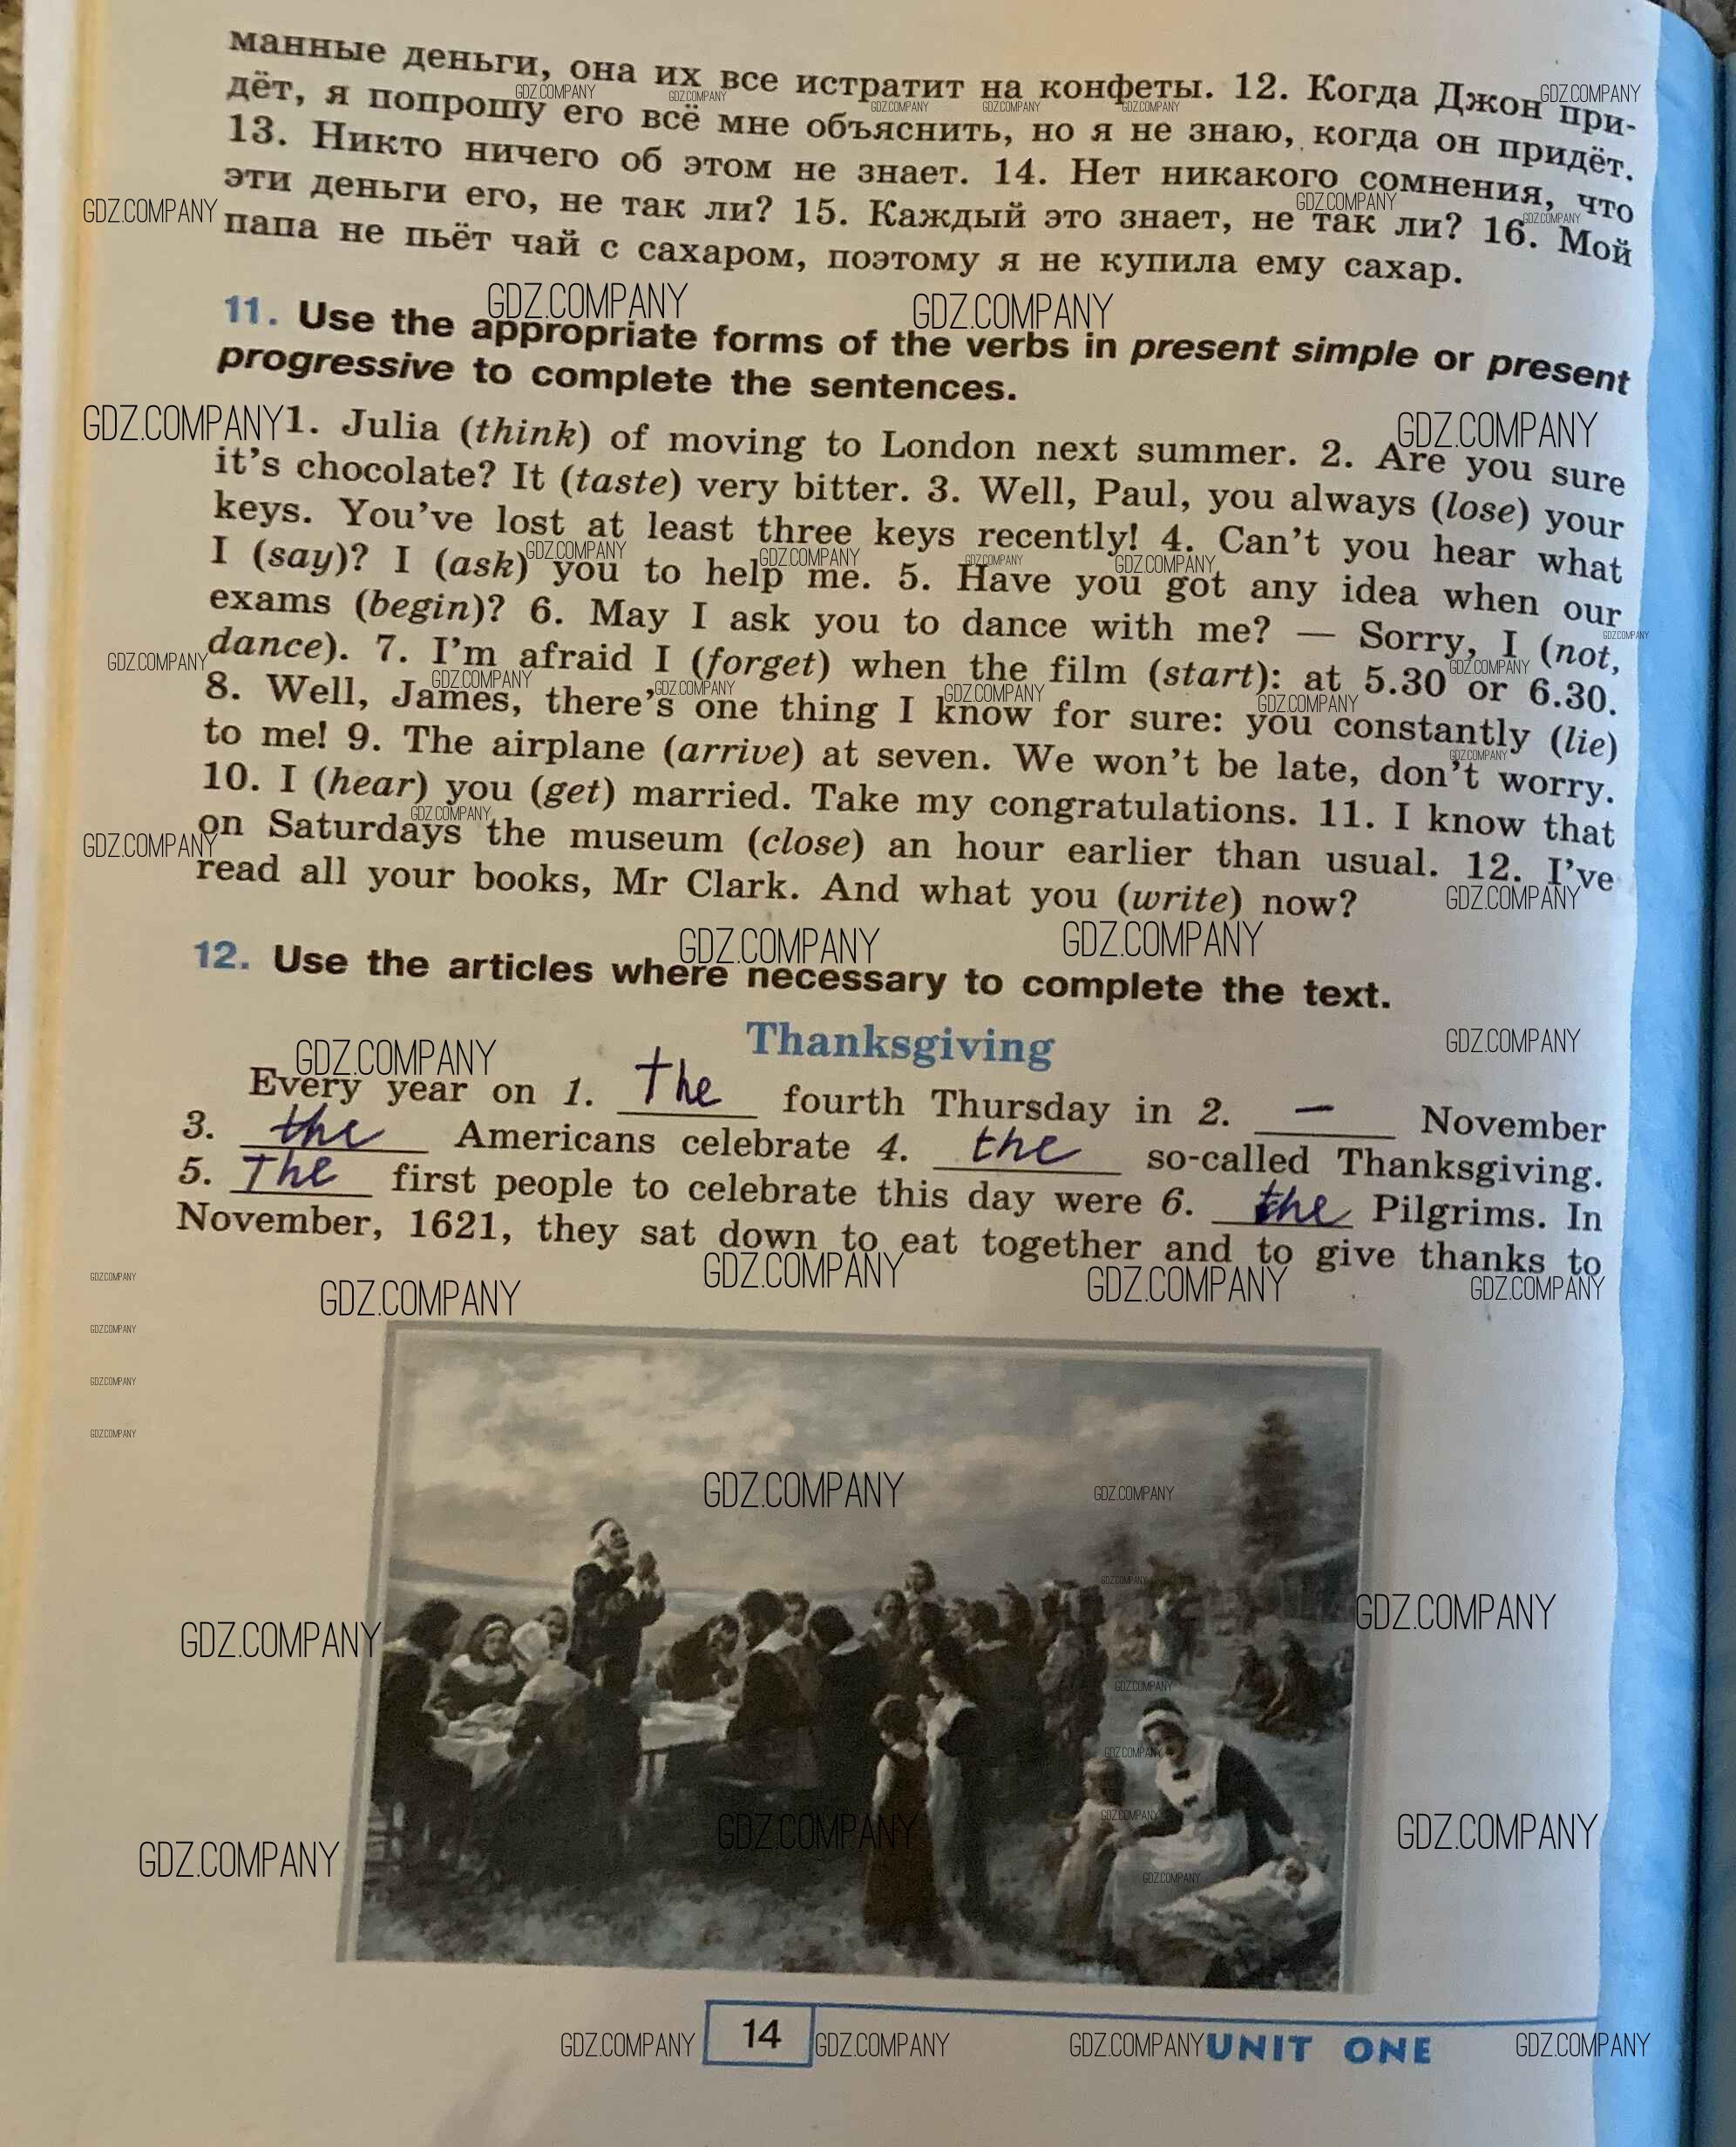 манные деньги, она их все истратит на конфеты. 12. Когда Джон при-
дёт, я попрошу его всё мне объяснить, но я не знаю, когда он придёт.
13. Никто ничего об этом не знает. 14. Нет никакого сомнения, что
эти деньги его, не так ли? 15. Каждый это знает, не так ли? 16. Мой
папа не пьёт чай с сахаром, поэтому я не купила ему сахар.
11. Use the appropriate forms of the verbs in present simple or present
progressive to complete the sentences.
1. Julia (think) of moving to London next summer. 2. Are you sure
it's chocolate? It (taste) very bitter. 3. Well, Paul, you always (lose) your
keys. You've lost at least three keys recently! 4. Can't you hear what
I (say)? I (ask) you to help me. 5. Have you got any idea when our
exams (begin)? 6. May I ask you to dance with me? — Sorry, I (not,
dance). 7. I'm afraid I (forget) when the film (start): at 5.30 or 6.30.
8. Well, James, there's one thing I know for sure: you constantly (lie)
to me! 9. The airplane (arrive) at seven. We won't be late, don't worry.
10. I (hear) you (get) married. Take my congratulations. 11. I know that
on Saturdays the museum (close) an hour earlier than usual. 12. I've
read all your books, Mr Clark. And what you (write) now?
12. Use the articles where necessary to complete the text.
Thanksgiving
Every year on 1. the fourth Thursday in 2. — November
3. the Americans celebrate 4. the so-called Thanksgiving.
5. The first people to celebrate this day were 6. the Pilgrims. In
November, 1621, they sat down to eat together and to give thanks to
14 UNIT ONE
GDZ.COMPANY